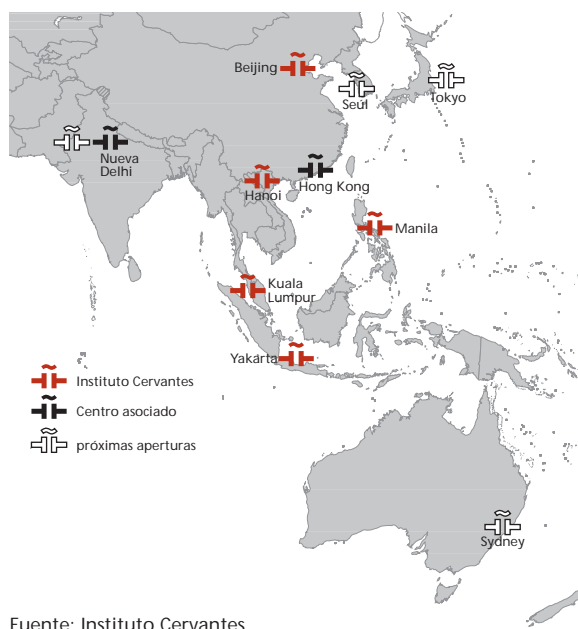 Beijing
Seúl
Tokyo
Nueva
Delhi
Hanoi
Hong Kong
Manila
Kuala
Lumpur
Yakarta
Instituto Cervantes
Centro asociado
próximas aperturas
Sydney
Fuente: Instituto Cervantes